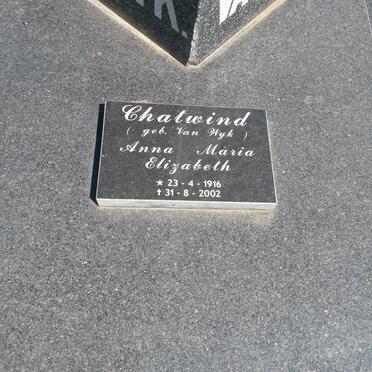 Chatwind
( geb. Van Wyk )
Anna Maria
Elizabeth
★ 23 - 4 - 1916
✝ 31 - 8 - 2002